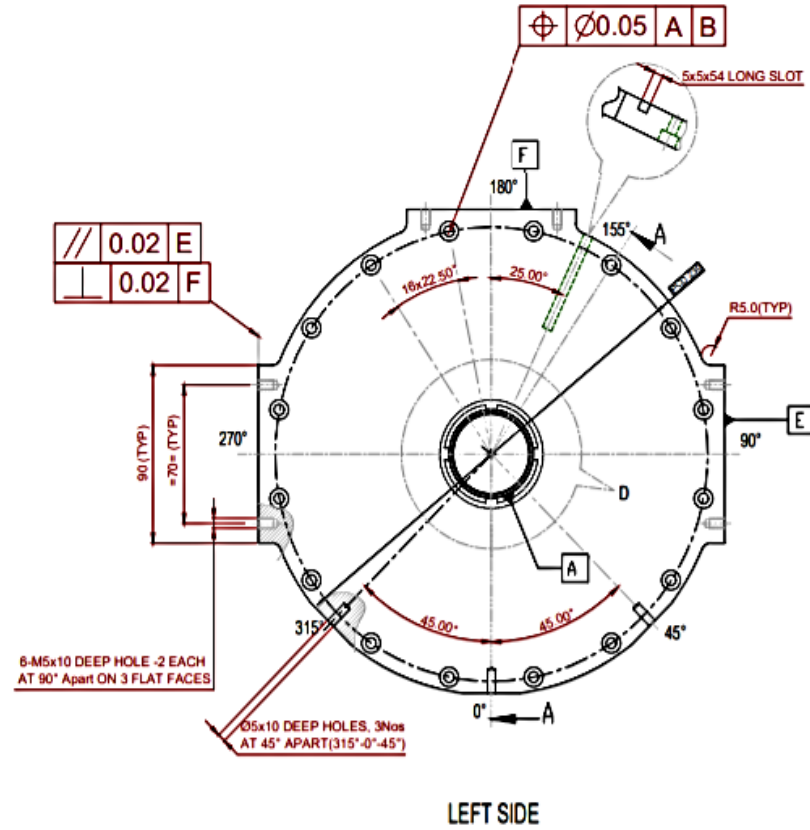 ⌖ Ø0.05 A B
5x5x54 LONG SLOT
F
180°
155°
A
// 0.02 E
⊥ 0.02 F
16x22.50°
25.00°
R5.0(TYP)
90 (TYP)
=70= (TYP)
270°
90°
E
D
A
45.00°
45.00°
315°
45°
6-M5x10 DEEP HOLE -2 EACH
AT 90° Apart ON 3 FLAT FACES
0°
A
Ø5x10 DEEP HOLES, 3Nos
AT 45° APART(315°-0°-45°)
LEFT SIDE